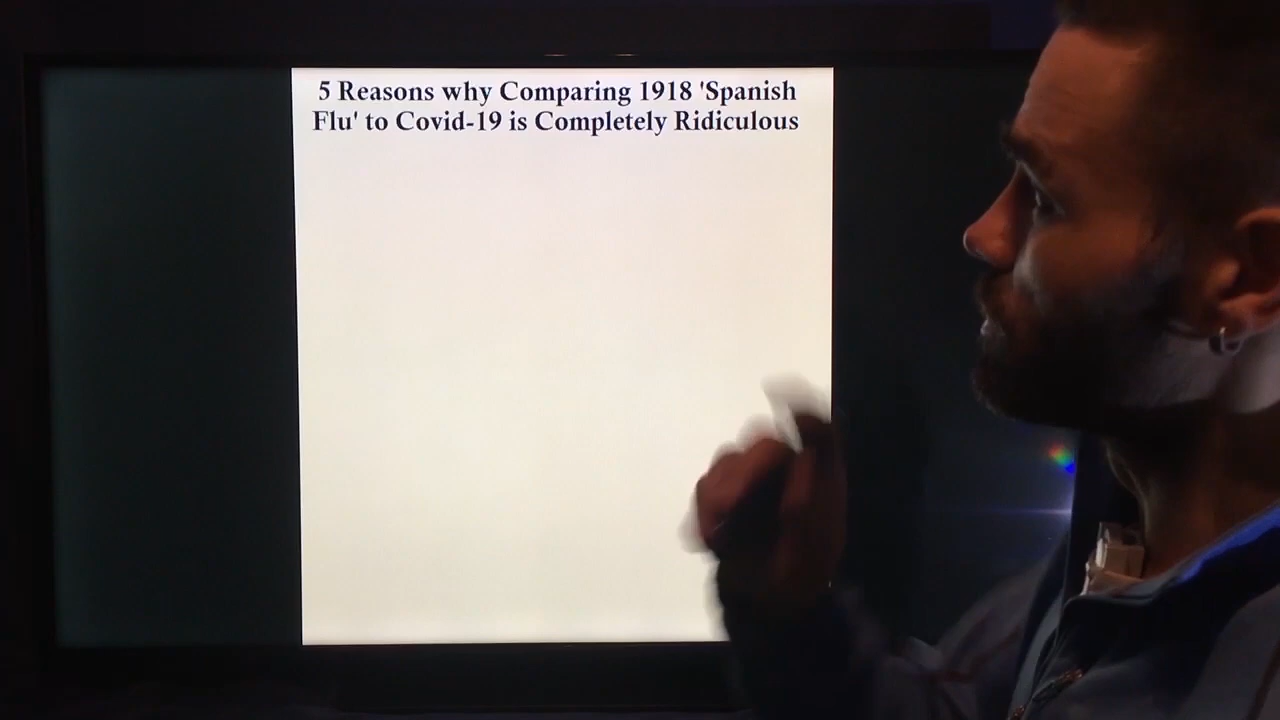 5 Reasons why Comparing 1918 'Spanish
Flu' to Covid-19 is Completely Ridiculous